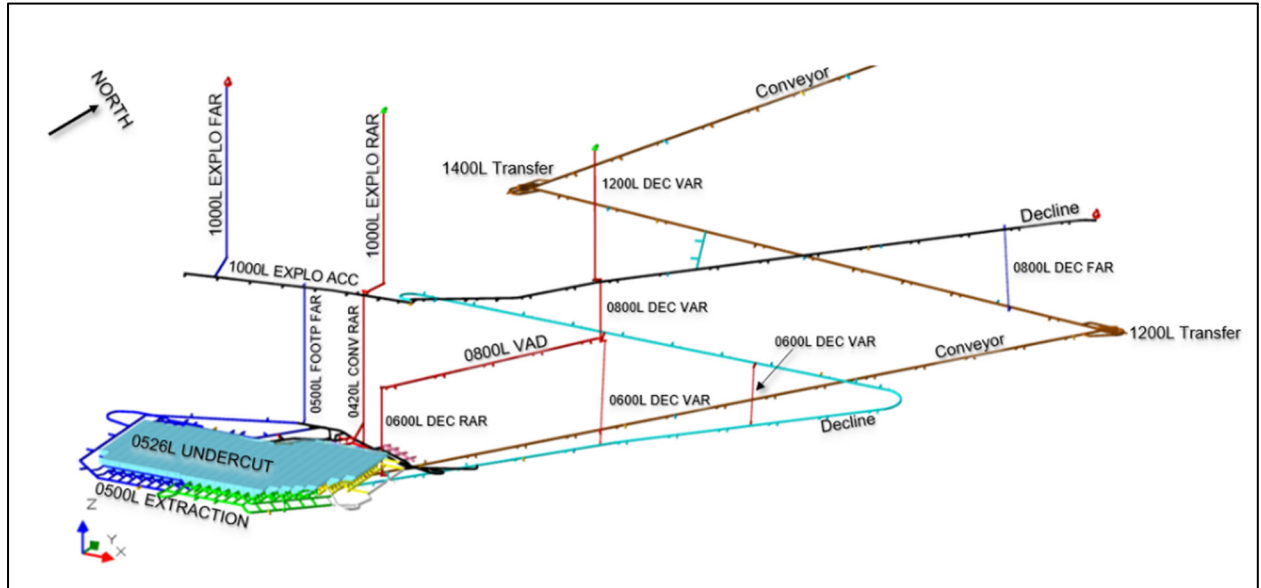 NORTH
1000L EXPLO FAR
1000L EXPLO RAR
Conveyor
1400L Transfer
1200L DEC VAR
Decline
1000L EXPLO ACC
0800L DEC FAR
0500L FOOTP FAR
0420L CONV RAR
0800L DEC VAR
0800L VAD
0600L DEC VAR
Conveyor
1200L Transfer
0600L DEC RAR
0600L DEC VAR
Decline
0526L UNDERCUT
0500L EXTRACTION
Z
Y
X